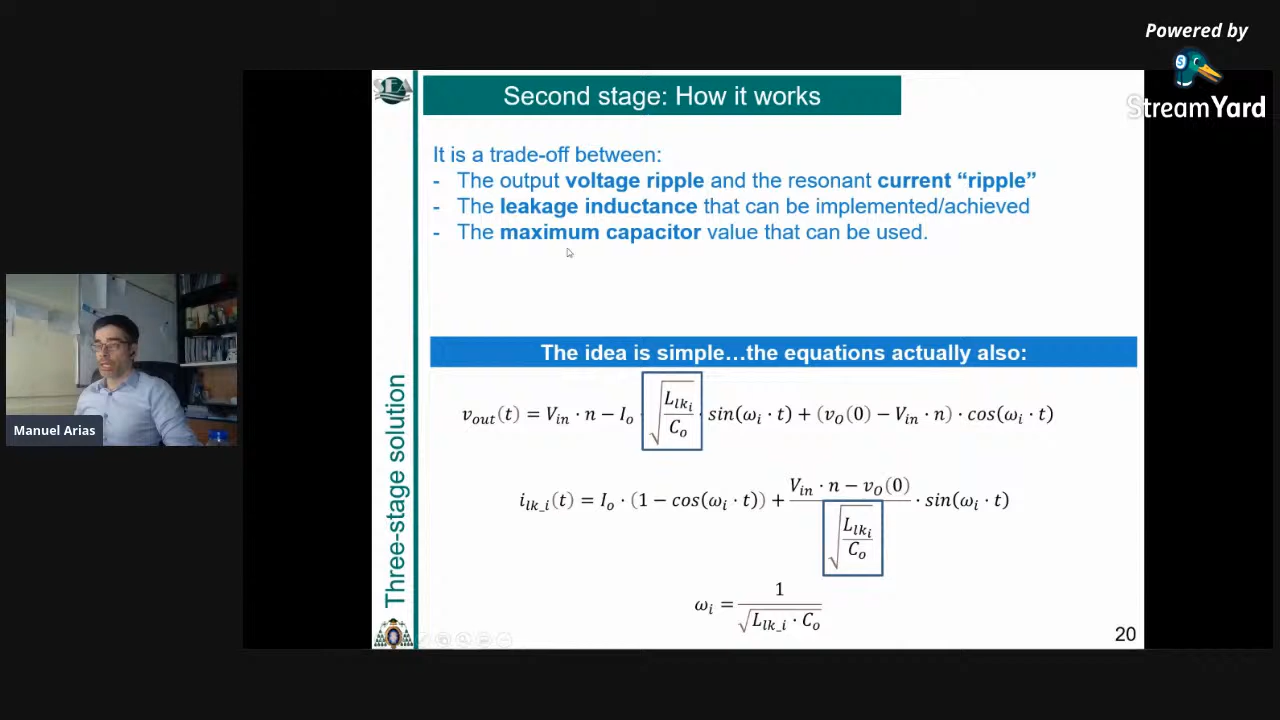 Powered by
StreamYard
SEA
Second stage: How it works
It is a trade-off between:
- The output voltage ripple and the resonant current “ripple”
- The leakage inductance that can be implemented/achieved
- The maximum capacitor value that can be used.
The idea is simple…the equations actually also:
v_out(t) = V_in · n − I_o · √(L_lk_i / C_o) · sin(ω_i · t) + (v_O(0) − V_in · n) · cos(ω_i · t)
i_lk_i(t) = I_o · (1 − cos(ω_i · t)) + (V_in · n − v_O(0)) / √(L_lk_i / C_o) · sin(ω_i · t)
ω_i = 1 / √(L_lk_i · C_o)
Three-stage solution
Manuel Arias
20